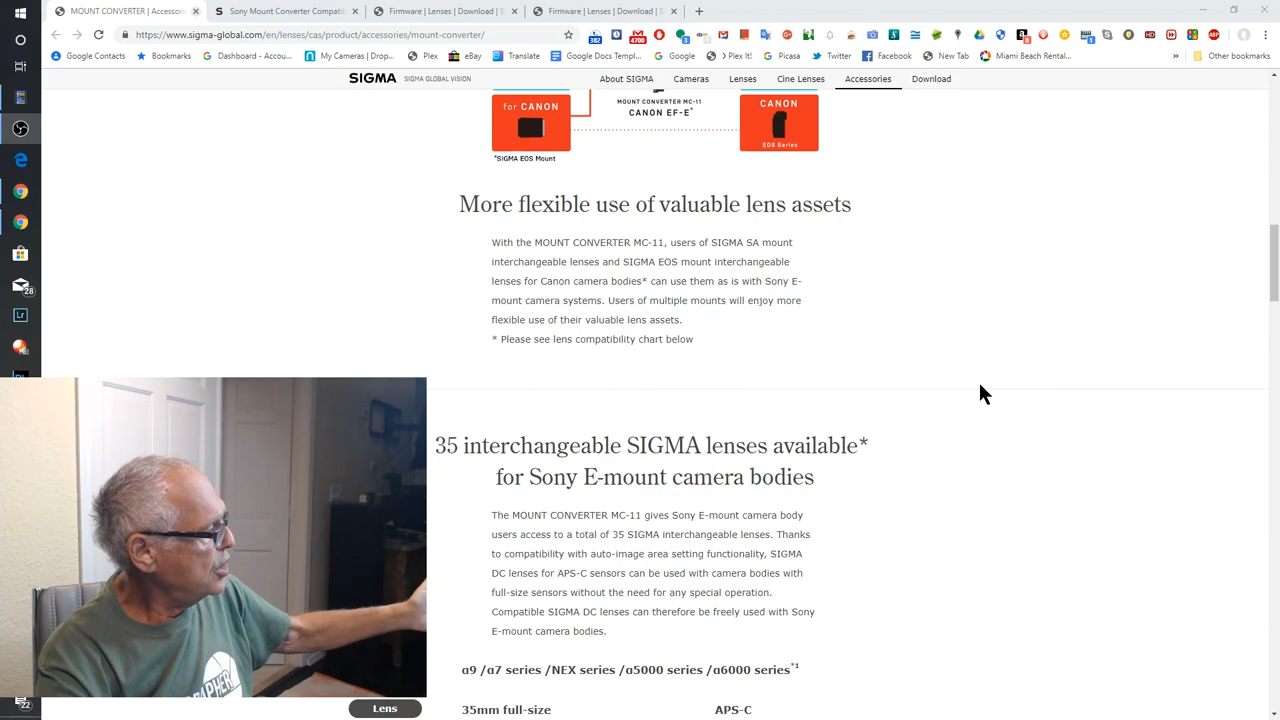 MOUNT CONVERTER | Accessorie
Sony Mount Converter Compatib
Firmware | Lenses | Download | S
Firmware | Lenses | Download | S
https://www.sigma-global.com/en/lenses/cas/product/accessories/mount-converter/
382
4700
Google Contacts
Bookmarks
Dashboard - Accou...
My Cameras | Drop...
Plex
eBay
Translate
Google Docs Templ...
Google
> Plex It!
Picasa
Twitter
Facebook
New Tab
Miami Beach Rental...
» Other bookmarks
SIGMA SIGMA GLOBAL VISION
About SIGMA
Cameras
Lenses
Cine Lenses
Accessories
Download
for CANON
MOUNT CONVERTER MC-11
CANON EF-E*
CANON
EOS Series
*SIGMA EOS Mount
More flexible use of valuable lens assets
With the MOUNT CONVERTER MC-11, users of SIGMA SA mount
interchangeable lenses and SIGMA EOS mount interchangeable
lenses for Canon camera bodies* can use them as is with Sony E-
mount camera systems. Users of multiple mounts will enjoy more
flexible use of their valuable lens assets.
* Please see lens compatibility chart below
35 interchangeable SIGMA lenses available*
for Sony E-mount camera bodies
The MOUNT CONVERTER MC-11 gives Sony E-mount camera body
users access to a total of 35 SIGMA interchangeable lenses. Thanks
to compatibility with auto-image area setting functionality, SIGMA
DC lenses for APS-C sensors can be used with camera bodies with
full-size sensors without the need for any special operation.
Compatible SIGMA DC lenses can therefore be freely used with Sony
E-mount camera bodies.
α9 /α7 series /NEX series /α5000 series /α6000 series*1
35mm full-size
APS-C
Lens
28
Lr
22